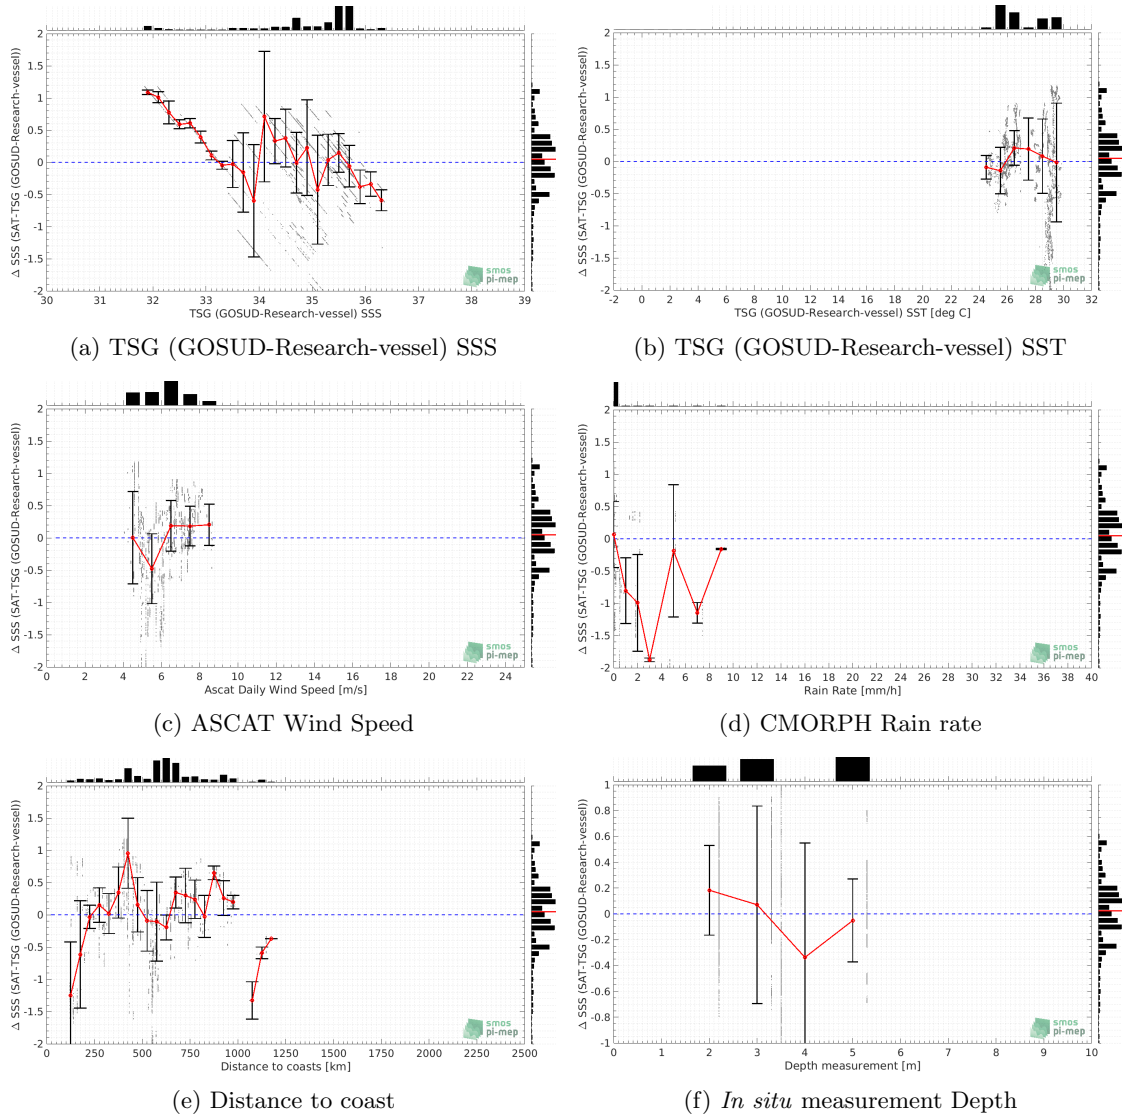 2
1.5
1
0.5
0
-0.5
-1
-1.5
-2
Δ SSS (SAT-TSG (GOSUD-Research-vessel))
30 31 32 33 34 35 36 37 38 39
TSG (GOSUD-Research-vessel) SSS
smos
pi-mep
(a) TSG (GOSUD-Research-vessel) SSS
2
1.5
1
0.5
0
-0.5
-1
-1.5
-2
Δ SSS (SAT-TSG (GOSUD-Research-vessel))
-2 0 2 4 6 8 10 12 14 16 18 20 22 24 26 28 30 32
TSG (GOSUD-Research-vessel) SST [deg C]
smos
pi-mep
(b) TSG (GOSUD-Research-vessel) SST
2
1.5
1
0.5
0
-0.5
-1
-1.5
-2
Δ SSS (SAT-TSG (GOSUD-Research-vessel))
0 2 4 6 8 10 12 14 16 18 20 22 24
Ascat Daily Wind Speed [m/s]
smos
pi-mep
(c) ASCAT Wind Speed
2
1.5
1
0.5
0
-0.5
-1
-1.5
-2
Δ SSS (SAT-TSG (GOSUD-Research-vessel))
0 2 4 6 8 10 12 14 16 18 20 22 24 26 28 30 32 34 36 38 40
Rain Rate [mm/h]
smos
pi-mep
(d) CMORPH Rain rate
2
1.5
1
0.5
0
-0.5
-1
-1.5
-2
Δ SSS (SAT-TSG (GOSUD-Research-vessel))
0 250 500 750 1000 1250 1500 1750 2000 2250 2500
Distance to coasts [km]
smos
pi-mep
(e) Distance to coast
1
0.8
0.6
0.4
0.2
0
-0.2
-0.4
-0.6
-0.8
-1
Δ SSS (SAT-TSG (GOSUD-Research-vessel))
0 1 2 3 4 5 6 7 8 9 10
Depth measurement [m]
smos
pi-mep
(f) In situ measurement Depth